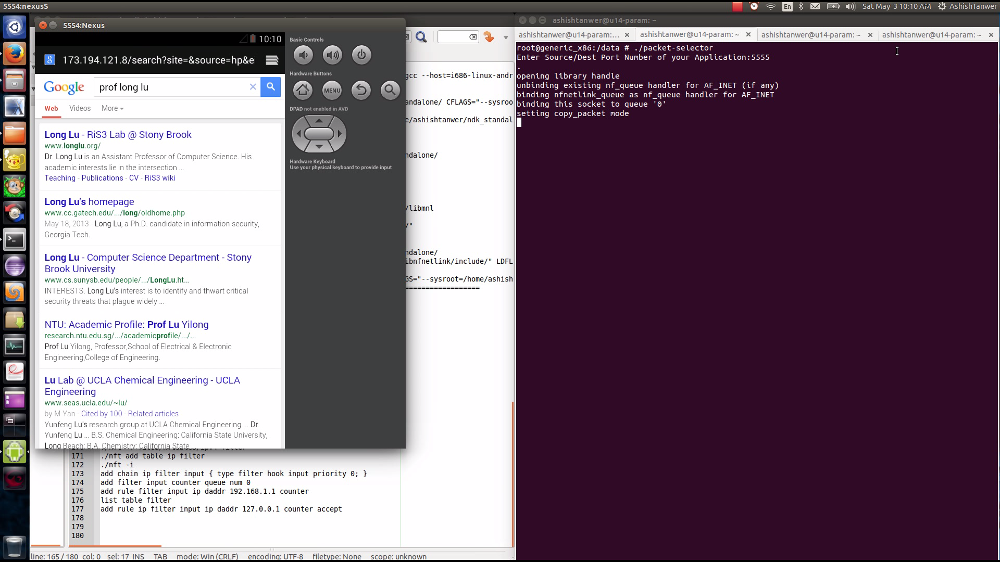 5554:nexusS
En
Sat May 3 10:10 AM
AshishTanwer
5554:Nexus
10:10
173.194.121.8/search?site=&source=hp&ei
Google
prof long lu
Web Videos More
Long Lu - RiS3 Lab @ Stony Brook
www.longlu.org/
Dr. Long Lu is an Assistant Professor of Computer Science. His
academic interests lie in the intersection ...
Teaching - Publications - CV - RiS3 wiki
Long Lu's homepage
www.cc.gatech.edu/.../long/oldhome.php
May 18, 2013 - Long Lu, a Ph.D. candidate in information security,
Georgia Tech.
Long Lu - Computer Science Department - Stony
Brook University
www.cs.sunysb.edu/people/.../LongLu.ht...
INTERESTS. Long Lu's interest is to identify and thwart critical
security threats that plague widely ...
NTU: Academic Profile: Prof Lu Yilong
research.ntu.edu.sg/.../academicprofile/.../...
Prof Lu Yilong, Professor,School of Electrical & Electronic
Engineering,College of Engineering.
Lu Lab @ UCLA Chemical Engineering - UCLA
Engineering
www.seas.ucla.edu/~lu/
by M Yan - Cited by 100 - Related articles
Yunfeng Lu's research group at UCLA Chemical Engineering ... Dr.
Yunfeng Lu ... B.S. Chemical Engineering: California State University,
Long Beach; B.A. Chemistry: California State
Basic Controls
Hardware Buttons
MENU
DPAD not enabled in AVD
Hardware Keyboard
Use your physical keyboard to provide input
gcc --host=i686-linux-andr
andalone/ CFLAGS="--sysroo
e/ashishtanwer/ndk_standal
ndalone/
/libmnl
/"
ndalone/
ibnfnetlink/include/" LDFL
GS="--sysroot=/home/ashish
==================
171 ./nft add table ip filter
172 ./nft -i
173 add chain ip filter input { type filter hook input priority 0; }
174 add filter input counter queue num 0
175 add rule filter input ip daddr 192.168.1.1 counter
176 list table filter
177 add rule ip filter input ip daddr 127.0.0.1 counter accept
178
179
180
line: 165 / 180 col: 0 sel: 17 INS TAB mode: Win (CRLF) encoding: UTF-8 filetype: None scope: unknown
ashishtanwer@u14-param: ~
ashishtanwer@u14-param:... ashishtanwer@u14-param: ~ ashishtanwer@u14-param: ~ ashishtanwer@u14-param: ~
root@generic_x86:/data # ./packet-selector
Enter Source/Dest Port Number of your Application:5555
.
opening library handle
unbinding existing nf_queue handler for AF_INET (if any)
binding nfnetlink_queue as nf_queue handler for AF_INET
binding this socket to queue '0'
setting copy_packet mode